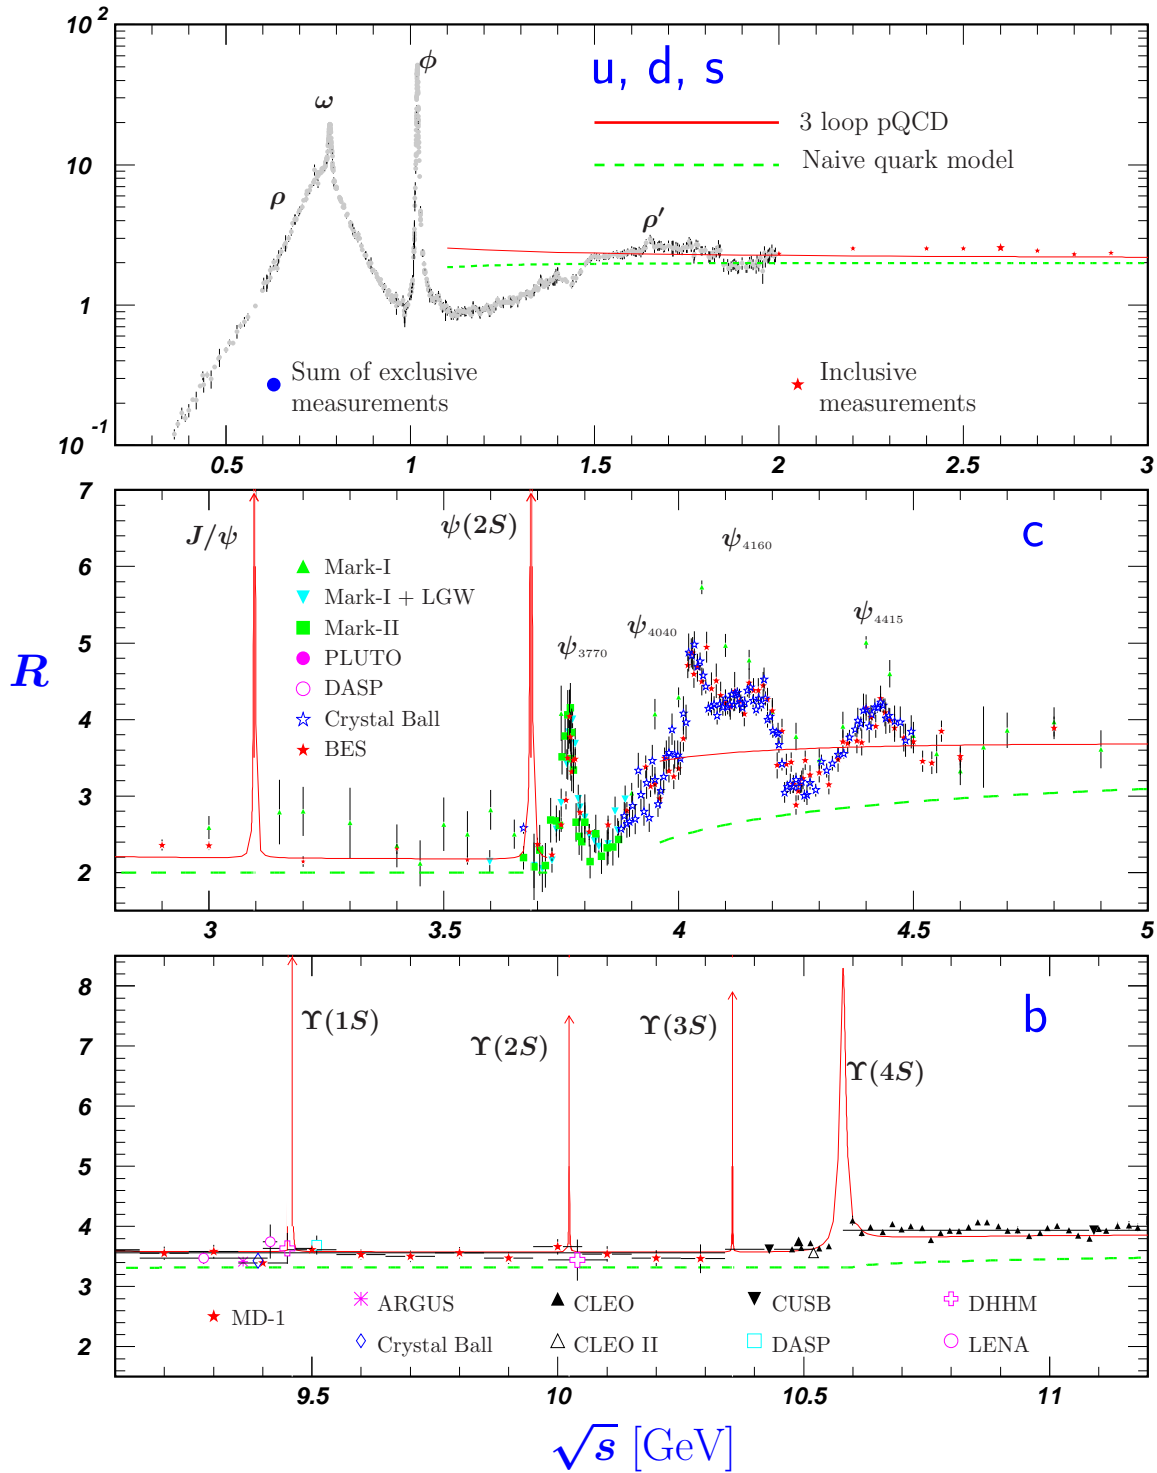 10 2
10
1
10 -1
u, d, s
ϕ
ω
ρ
ρ′
3 loop pQCD
Naive quark model
Sum of exclusive
measurements
Inclusive
measurements
0.5 1 1.5 2 2.5 3
7
6
5
4
3
2
J/ψ
ψ(2S)
c
ψ4160
ψ4040
ψ4415
ψ3770
Mark-I
Mark-I + LGW
Mark-II
PLUTO
DASP
Crystal Ball
BES
R
3 3.5 4 4.5 5
8
7
6
5
4
3
2
b
Υ(1S)
Υ(2S)
Υ(3S)
Υ(4S)
MD-1
ARGUS
CLEO
CUSB
DHHM
Crystal Ball
CLEO II
DASP
LENA
9.5 10 10.5 11
√s [GeV]